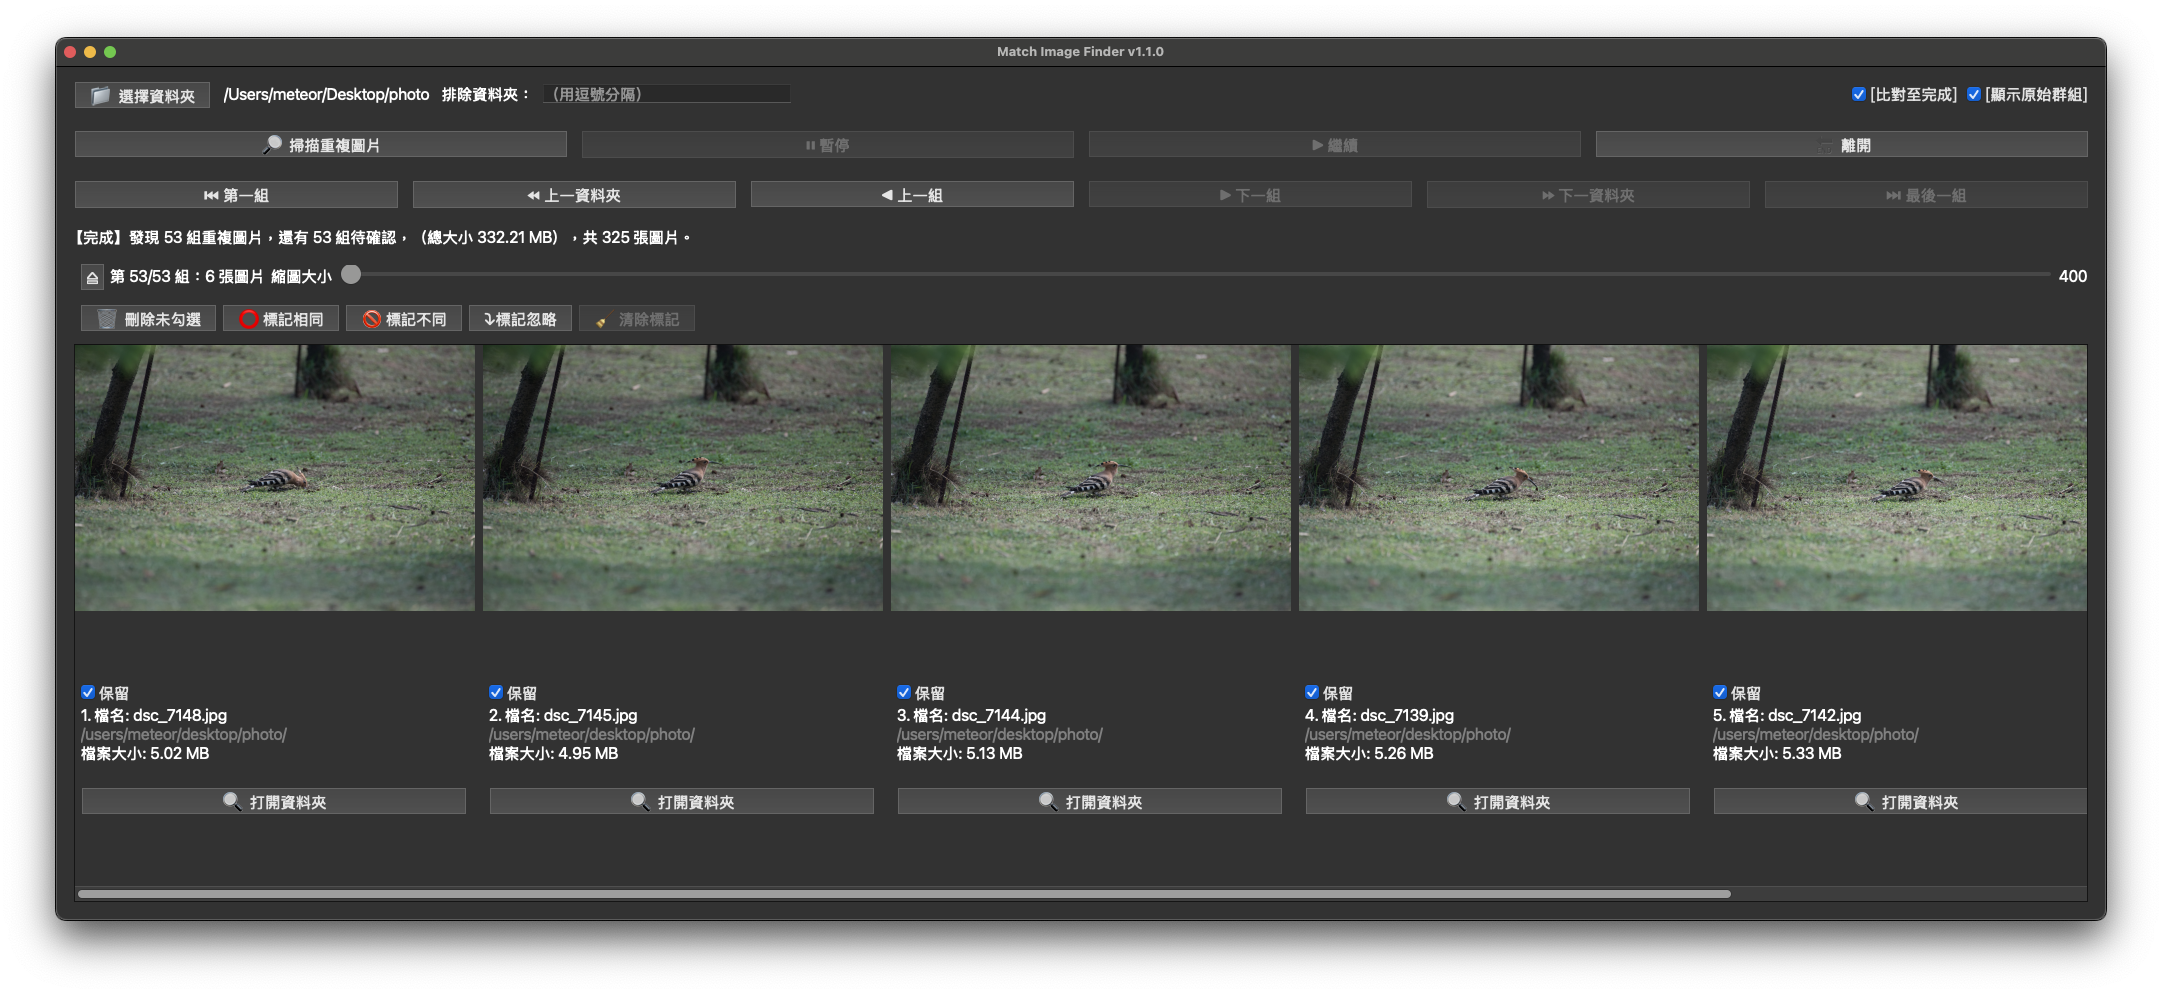 Match Image Finder v1.1.0
選擇資料夾 /Users/meteor/Desktop/photo 排除資料夾： （用逗號分隔） [比對至完成] [顯示原始群組]
掃描重複圖片 暫停 繼續 離開
第一組 上一資料夾 上一組 下一組 下一資料夾 最後一組
【完成】發現 53 組重複圖片，還有 53 組待確認，（總大小 332.21 MB），共 325 張圖片。
第 53/53 組：6 張圖片 縮圖大小 400
刪除未勾選 標記相同 標記不同 標記忽略 清除標記
保留 保留 保留 保留 保留
1. 檔名: dsc_7148.jpg 2. 檔名: dsc_7145.jpg 3. 檔名: dsc_7144.jpg 4. 檔名: dsc_7139.jpg 5. 檔名: dsc_7142.jpg
/users/meteor/desktop/photo/ /users/meteor/desktop/photo/ /users/meteor/desktop/photo/ /users/meteor/desktop/photo/ /users/meteor/desktop/photo/
檔案大小: 5.02 MB 檔案大小: 4.95 MB 檔案大小: 5.13 MB 檔案大小: 5.26 MB 檔案大小: 5.33 MB
打開資料夾 打開資料夾 打開資料夾 打開資料夾 打開資料夾